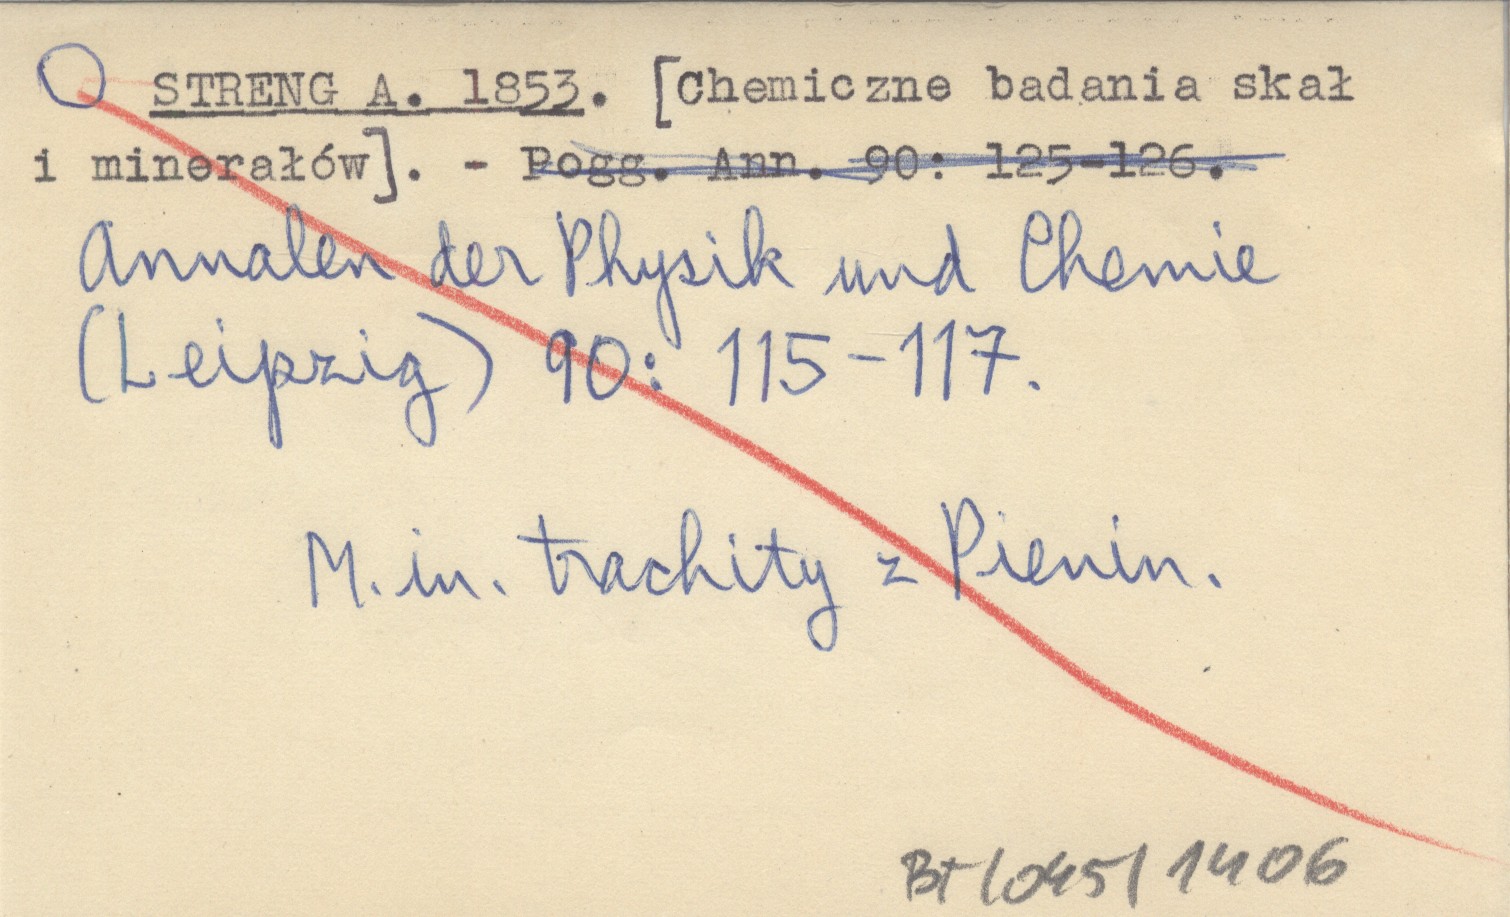 STRENG A. 1853. [Chemiczne badania skał
i minerałów]. - Pogg. Ann. 90: 125-126.
Annalen der Physik und Chemie
(Leipzig) 90: 115-117.
M. in. trachity z Pienin.
Bt/045/1406